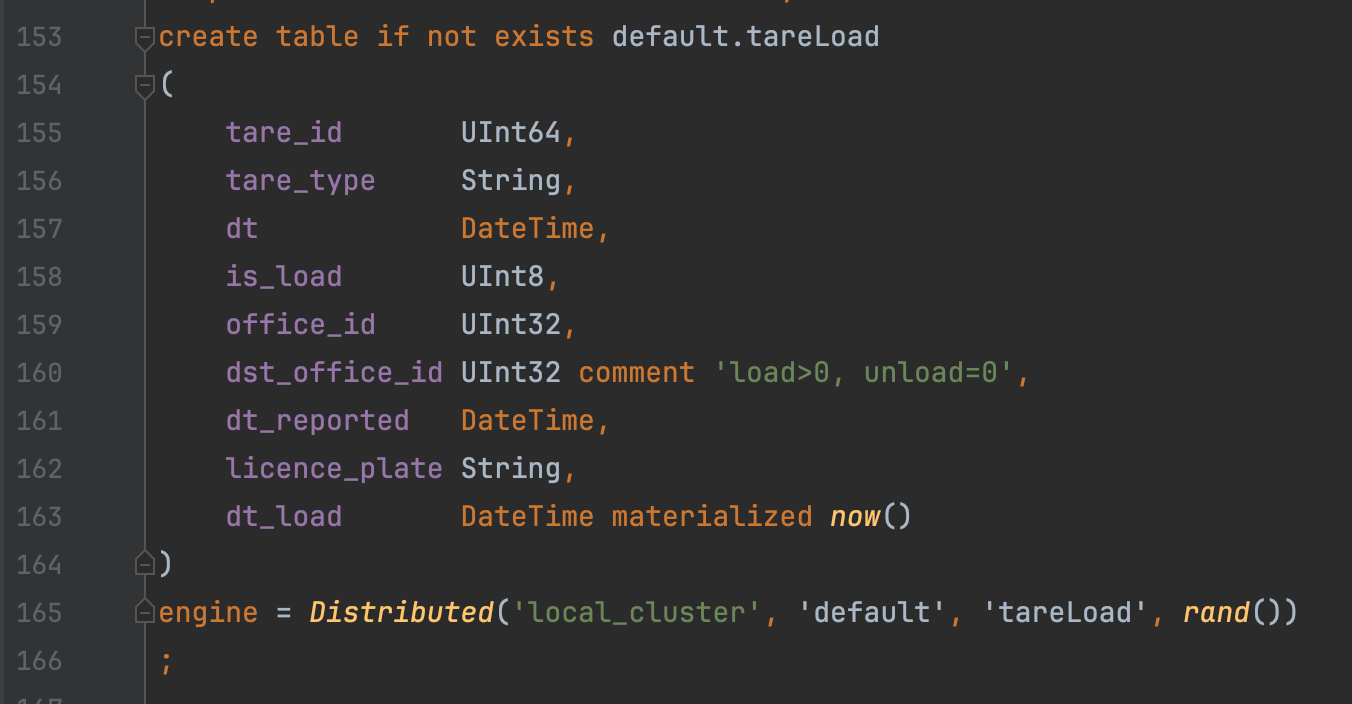 153 create table if not exists default.tareLoad
154 (
155     tare_id       UInt64,
156     tare_type     String,
157     dt            DateTime,
158     is_load       UInt8,
159     office_id     UInt32,
160     dst_office_id UInt32 comment 'load>0, unload=0',
161     dt_reported   DateTime,
162     licence_plate String,
163     dt_load       DateTime materialized now()
164 )
165 engine = Distributed('local_cluster', 'default', 'tareLoad', rand())
166 ;